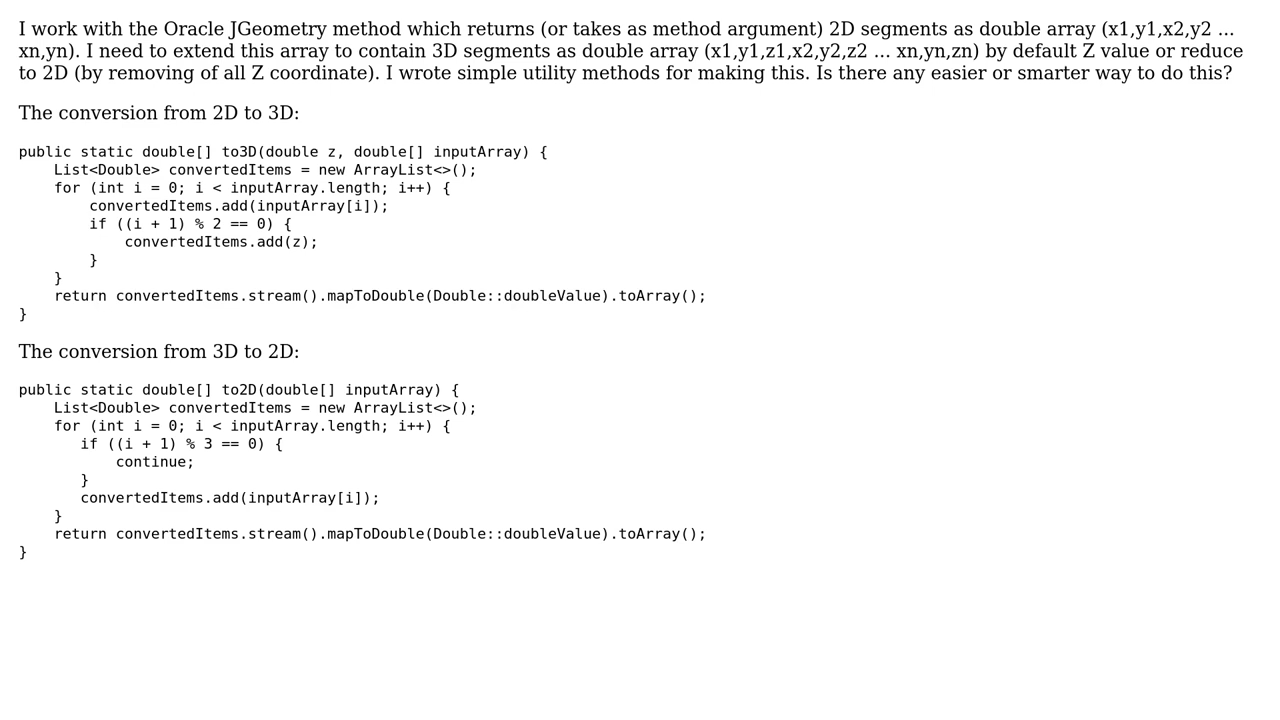 I work with the Oracle JGeometry method which returns (or takes as method argument) 2D segments as double array (x1,y1,x2,y2 ...
xn,yn). I need to extend this array to contain 3D segments as double array (x1,y1,z1,x2,y2,z2 ... xn,yn,zn) by default Z value or reduce
to 2D (by removing of all Z coordinate). I wrote simple utility methods for making this. Is there any easier or smarter way to do this?
The conversion from 2D to 3D:
public static double[] to3D(double z, double[] inputArray) {
    List<Double> convertedItems = new ArrayList<>();
    for (int i = 0; i < inputArray.length; i++) {
        convertedItems.add(inputArray[i]);
        if ((i + 1) % 2 == 0) {
            convertedItems.add(z);
        }
    }
    return convertedItems.stream().mapToDouble(Double::doubleValue).toArray();
}
The conversion from 3D to 2D:
public static double[] to2D(double[] inputArray) {
    List<Double> convertedItems = new ArrayList<>();
    for (int i = 0; i < inputArray.length; i++) {
       if ((i + 1) % 3 == 0) {
           continue;
       }
       convertedItems.add(inputArray[i]);
    }
    return convertedItems.stream().mapToDouble(Double::doubleValue).toArray();
}